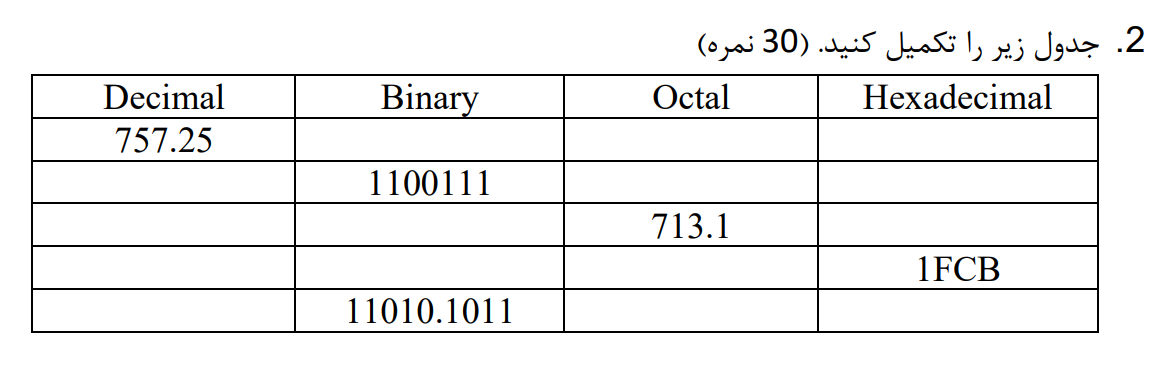 2. جدول زیر را تکمیل کنید. (30 نمره)
Decimal Binary Octal Hexadecimal
757.25
1100111
713.1
1FCB
11010.1011